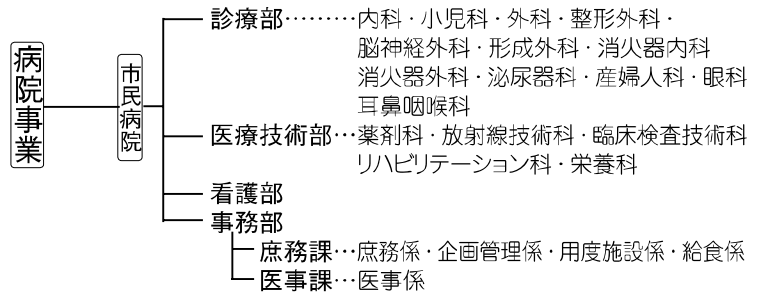 病院事業
市民病院
診療部………内科・小児科・外科・整形外科・
脳神経外科・形成外科・消火器内科
消火器外科・泌尿器科・産婦人科・眼科
耳鼻咽喉科
医療技術部…薬剤科・放射線技術科・臨床検査技術科
リハビリテーション科・栄養科
看護部
事務部
庶務課…庶務係・企画管理係・用度施設係・給食係
医事課…医事係